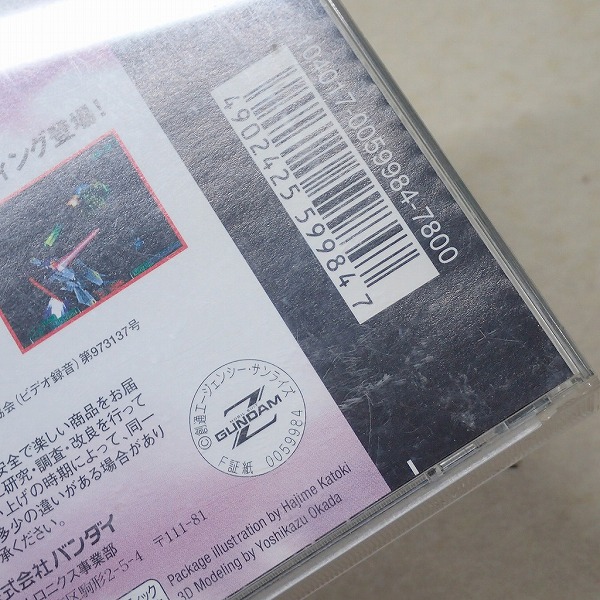 ィング登場!
104017-0059984-7800
4902425599847
会(ビデオ録音)第973137号
安全で楽しい商品をお届
研究、調査・改良を行って
い上げの時期によって、同一
多少の違いがある場合があり
承ください。
式会社バンダイ
トロニクス事業部
区駒形2-5-4 〒111-81
©創通エージェンシー・サンライズ
Z
GUNDAM
F証紙 0059984
Package Illustration by Hajime Katoki
3D Modeling by Yoshikazu Okada